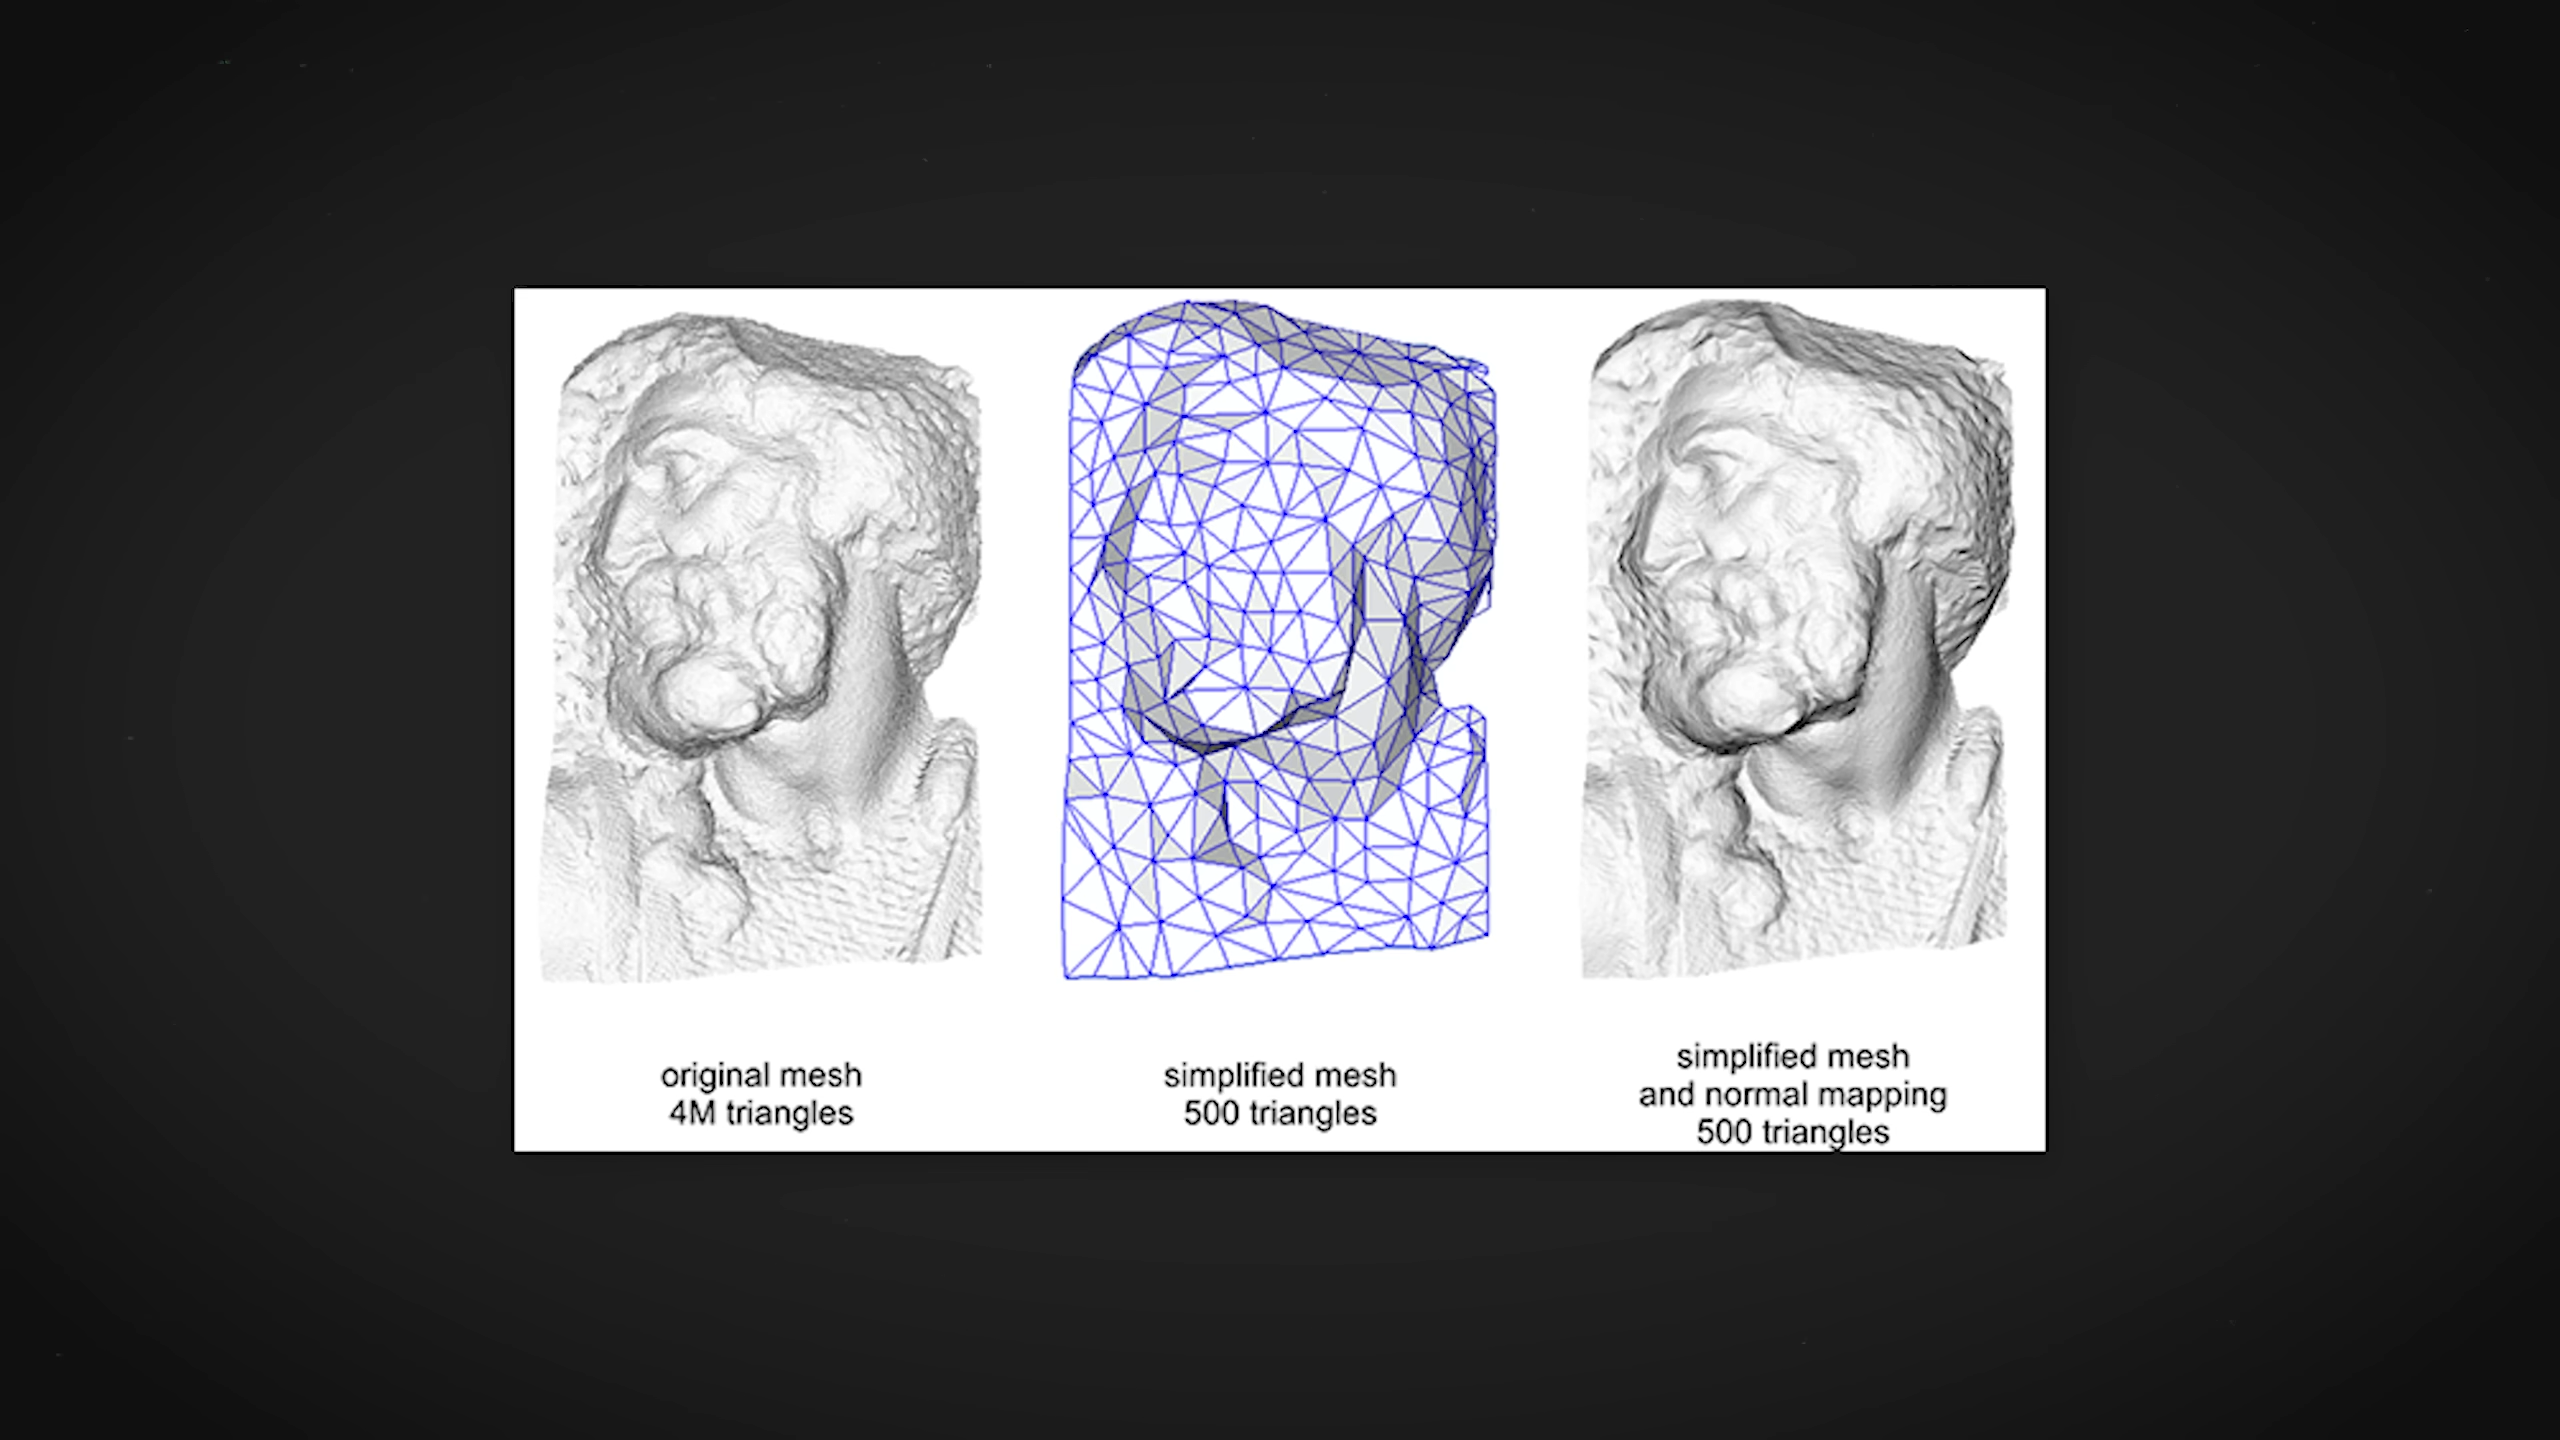 original mesh
4M triangles
simplified mesh
500 triangles
simplified mesh
and normal mapping
500 triangles